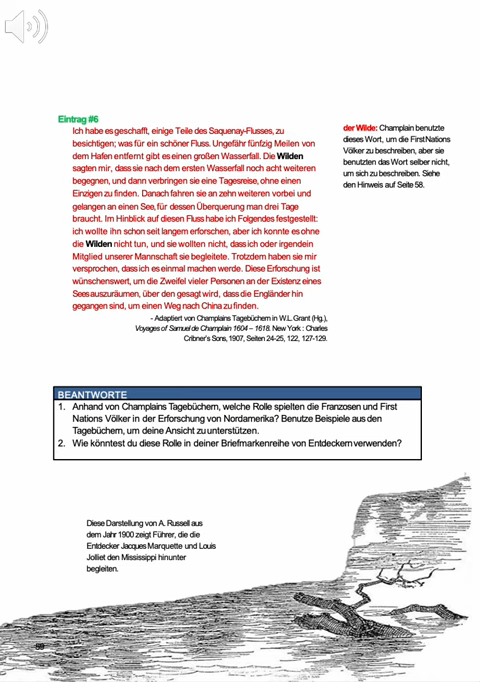 Eintrag #6
Ich habe es geschafft, einige Teile des Saquenay-Flusses, zu
besichtigen; was für ein schöner Fluss. Ungefähr fünfzig Meilen von
dem Hafen entfernt gibt es einen großen Wasserfall. Die Wilden
sagten mir, dass sie nach dem ersten Wasserfall noch acht weiteren
begegnen, und dann verbringen sie eine Tagesreise, ohne einen
Einzigen zu finden. Danach fahren sie an zehn weiteren vorbei und
gelangen an einen See, für dessen Überquerung man drei Tage
braucht. Im Hinblick auf diesen Fluss habe ich Folgendes festgestellt:
ich wollte ihn schon seit langem erforschen, aber ich konnte es ohne
die Wilden nicht tun, und sie wollten nicht, dass ich oder irgendein
Mitglied unserer Mannschaft sie begleitete. Trotzdem haben sie mir
versprochen, dass ich es einmal machen werde. Diese Erforschung ist
wünschenswert, um die Zweifel vieler Personen an der Existenz eines
Sees auszuräumen, über den gesagt wird, dass die Engländer hin
gegangen sind, um einen Weg nach China zu finden.
- Adaptiert von Champlains Tagebüchern in W.L. Grant (Hg.),
Voyages of Samuel de Champlain 1604 – 1618. New York : Charles
Cribner's Sons, 1907, Seiten 24-25, 122, 127-129.
der Wilde: Champlain benutzte
dieses Wort, um die First Nations
Völker zu beschreiben, aber sie
benutzten das Wort selber nicht,
um sich zu beschreiben. Siehe
den Hinweis auf Seite 58.
BEANTWORTE
1. Anhand von Champlains Tagebüchern, welche Rolle spielten die Franzosen und First
Nations Völker in der Erforschung von Nordamerika? Benutze Beispiele aus den
Tagebüchern, um deine Ansicht zu unterstützen.
2. Wie könntest du diese Rolle in deiner Briefmarkenreihe von Entdeckern verwenden?
Diese Darstellung von A. Russell aus
dem Jahr 1900 zeigt Führer, die die
Entdecker Jacques Marquette und Louis
Jolliet den Mississippi hinunter
begleiten.